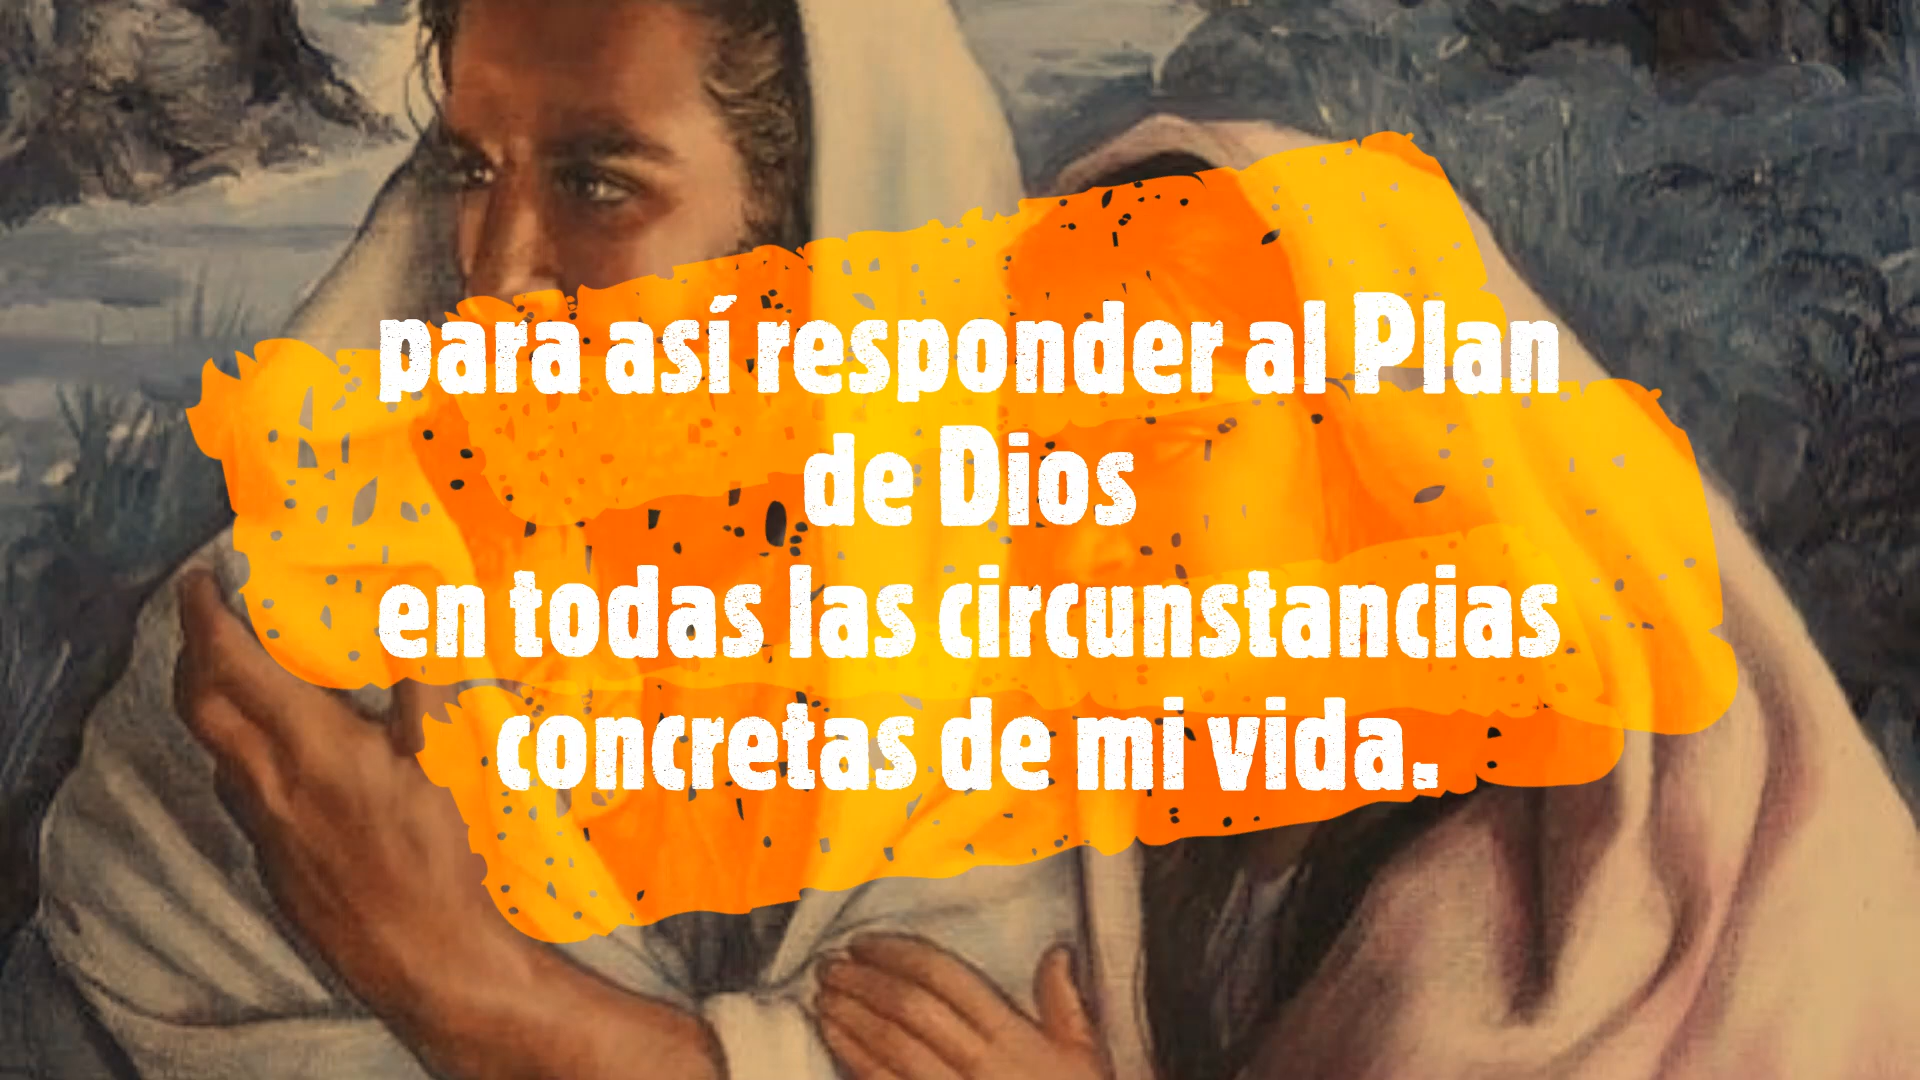 para así responder al Plan
de Dios
en todas las circunstancias
concretas de mi vida.